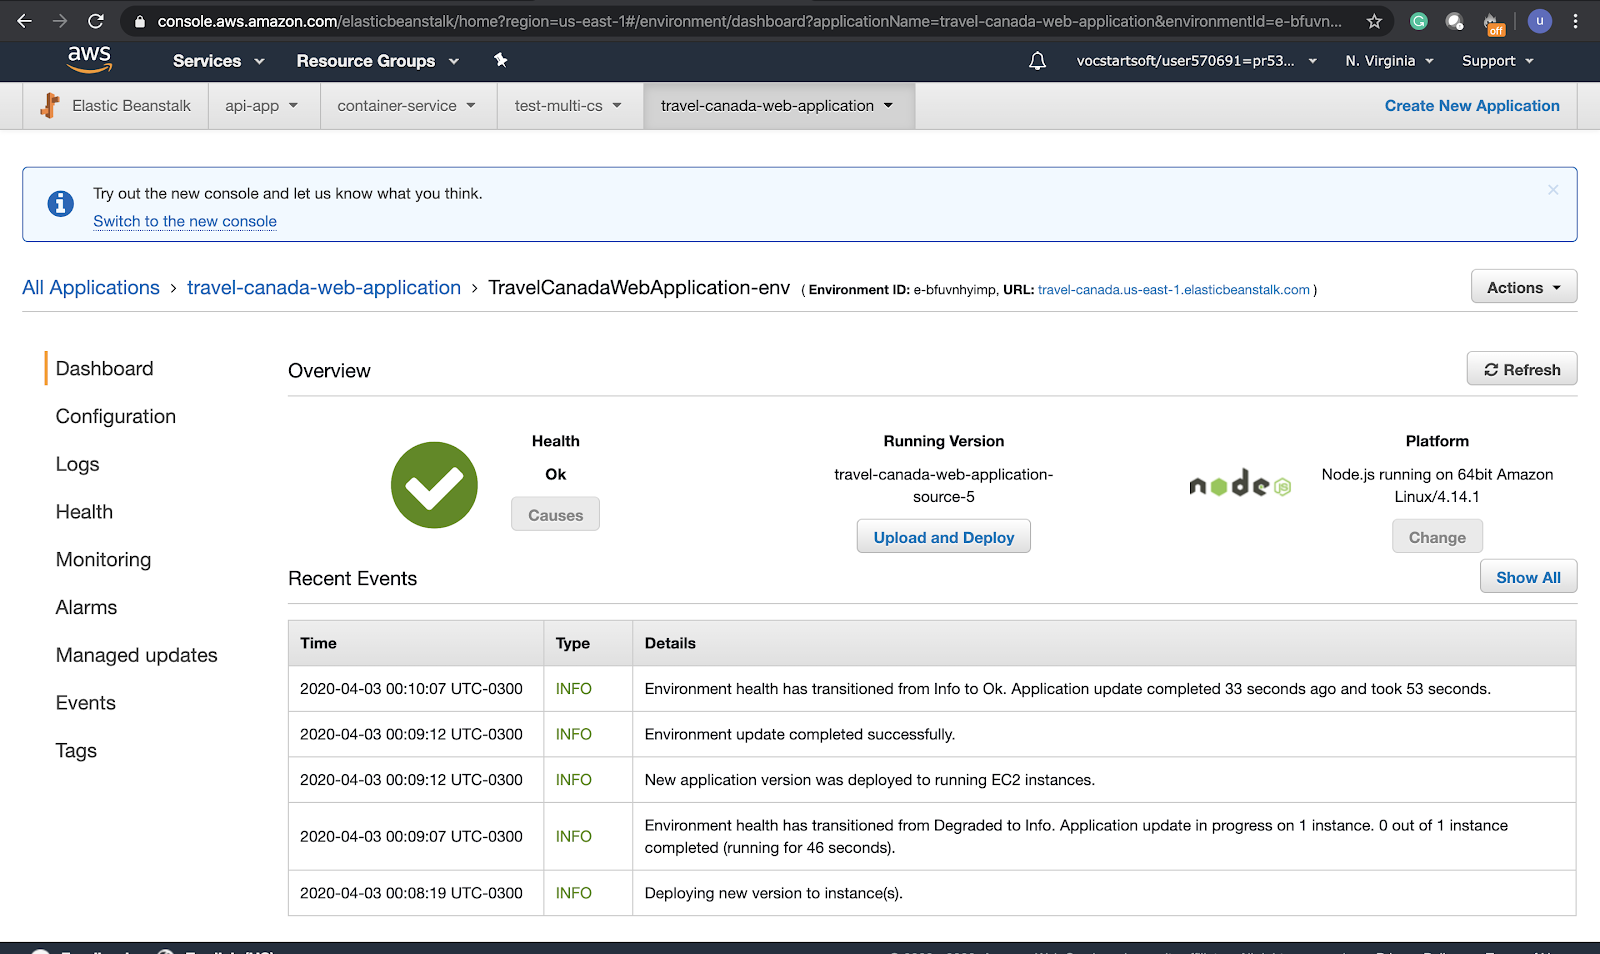 console.aws.amazon.com/elasticbeanstalk/home?region=us-east-1#/environment/dashboard?applicationName=travel-canada-web-application&environmentId=e-bfuvn...
off
u
aws
Services
Resource Groups
vocstartsoft/user570691=pr53...
N. Virginia
Support
Elastic Beanstalk
api-app
container-service
test-multi-cs
travel-canada-web-application
Create New Application
Try out the new console and let us know what you think.
Switch to the new console
All Applications › travel-canada-web-application › TravelCanadaWebApplication-env ( Environment ID: e-bfuvnhyimp, URL: travel-canada.us-east-1.elasticbeanstalk.com )
Actions
Dashboard
Configuration
Logs
Health
Monitoring
Alarms
Managed updates
Events
Tags
Overview
Refresh
Health
Ok
Causes
Running Version
travel-canada-web-application-
source-5
Upload and Deploy
node JS
Platform
Node.js running on 64bit Amazon
Linux/4.14.1
Change
Recent Events
Show All
Time Type Details
2020-04-03 00:10:07 UTC-0300 INFO Environment health has transitioned from Info to Ok. Application update completed 33 seconds ago and took 53 seconds.
2020-04-03 00:09:12 UTC-0300 INFO Environment update completed successfully.
2020-04-03 00:09:12 UTC-0300 INFO New application version was deployed to running EC2 instances.
2020-04-03 00:09:07 UTC-0300 INFO Environment health has transitioned from Degraded to Info. Application update in progress on 1 instance. 0 out of 1 instance
completed (running for 46 seconds).
2020-04-03 00:08:19 UTC-0300 INFO Deploying new version to instance(s).